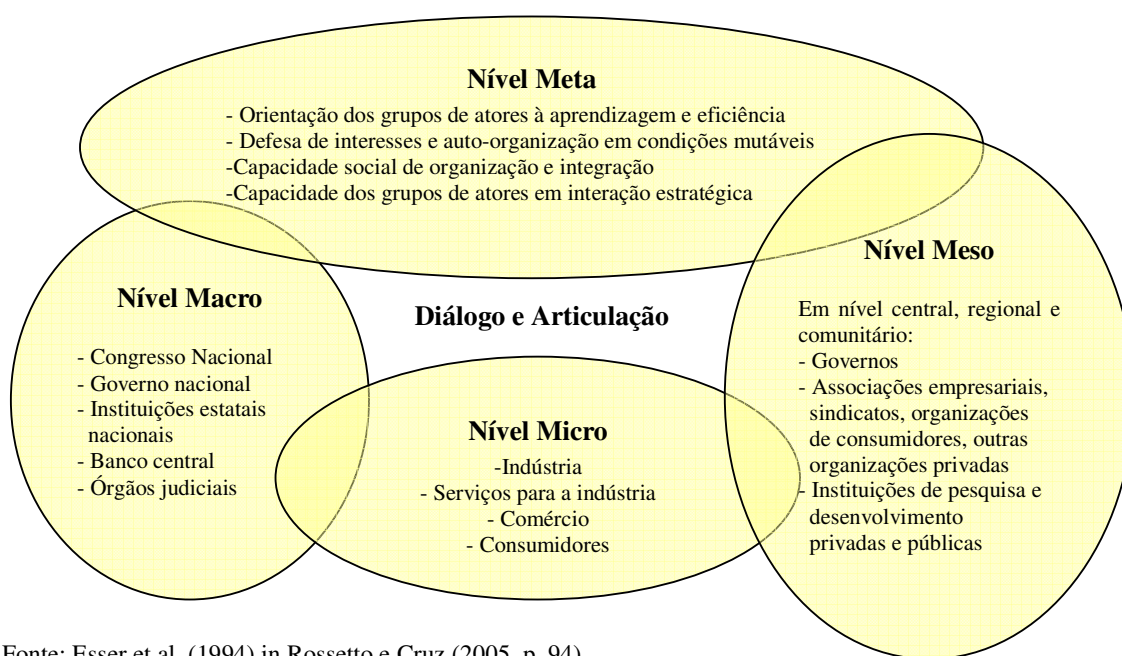 Nível Meta
- Orientação dos grupos de atores à aprendizagem e eficiência
- Defesa de interesses e auto-organização em condições mutáveis
-Capacidade social de organização e integração
-Capacidade dos grupos de atores em interação estratégica
Nível Macro
- Congresso Nacional
- Governo nacional
- Instituições estatais
nacionais
- Banco central
- Órgãos judiciais
Diálogo e Articulação
Nível Micro
-Indústria
- Serviços para a indústria
- Comércio
- Consumidores
Nível Meso
Em nível central, regional e
comunitário:
- Governos
- Associações empresariais,
sindicatos, organizações
de consumidores, outras
organizações privadas
- Instituições de pesquisa e
desenvolvimento
privadas e públicas
Fonte: Esser et al. (1994) in Rossetto e Cruz (2005, p. 94)